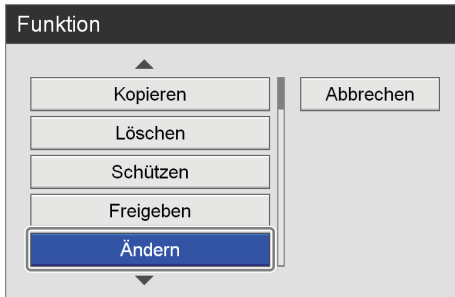 Funktion
Kopieren
Abbrechen
Löschen
Schützen
Freigeben
Ändern